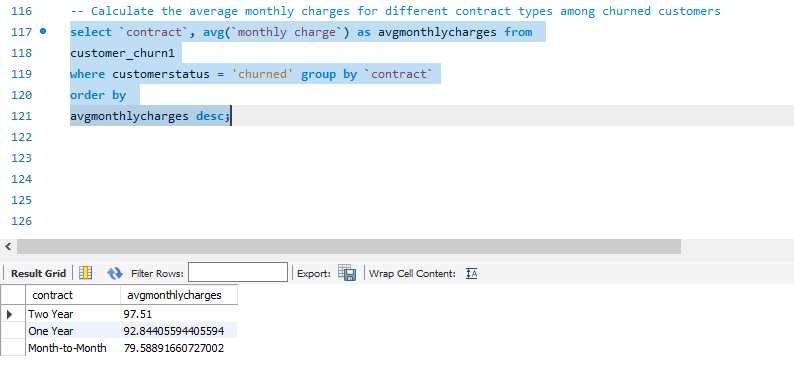 116 -- Calculate the average monthly charges for different contract types among churned customers
117 select `contract`, avg(`monthly charge`) as avgmonthlycharges from
118 customer_churn1
119 where customerstatus = 'churned' group by `contract`
120 order by
121 avgmonthlycharges desc;
122
123
124
125
126
Result Grid Filter Rows: Export: Wrap Cell Content:
contract avgmonthlycharges
Two Year 97.51
One Year 92.84405594405594
Month-to-Month 79.58891660727002